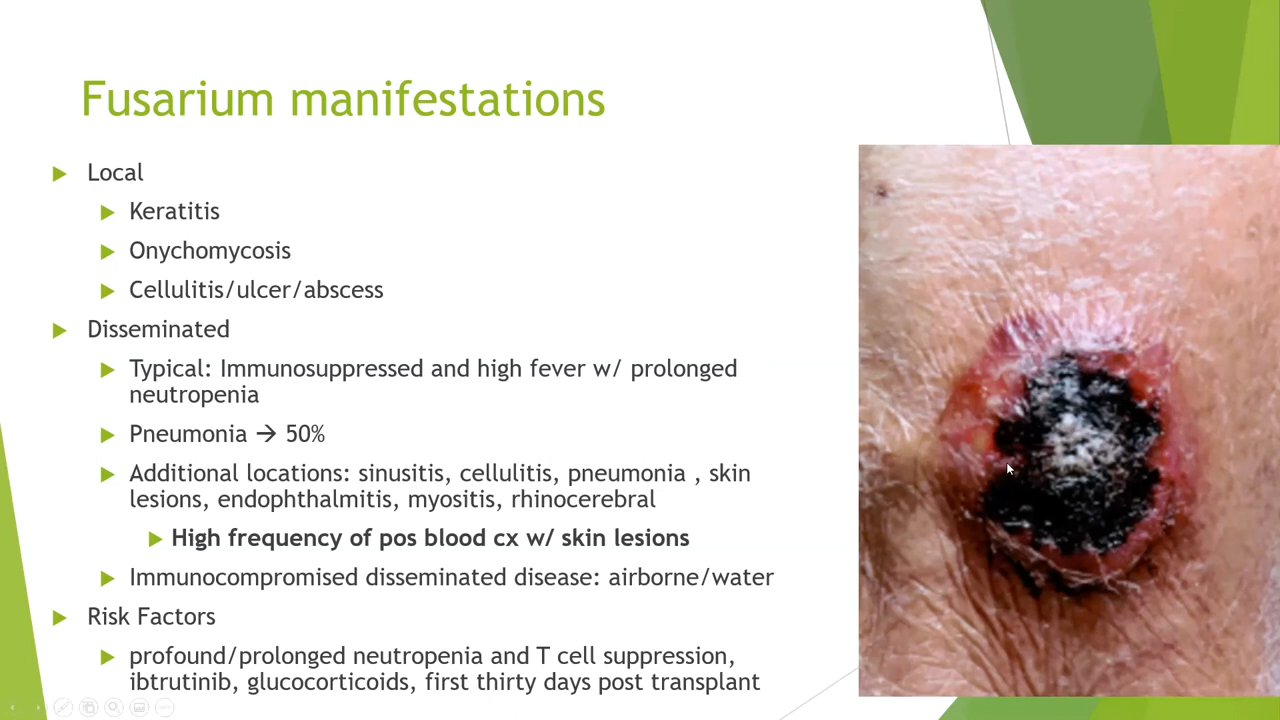 Fusarium manifestations
Local
Keratitis
Onychomycosis
Cellulitis/ulcer/abscess
Disseminated
Typical: Immunosuppressed and high fever w/ prolonged
neutropenia
Pneumonia → 50%
Additional locations: sinusitis, cellulitis, pneumonia , skin
lesions, endophthalmitis, myositis, rhinocerebral
High frequency of pos blood cx w/ skin lesions
Immunocompromised disseminated disease: airborne/water
Risk Factors
profound/prolonged neutropenia and T cell suppression,
ibtrutinib, glucocorticoids, first thirty days post transplant